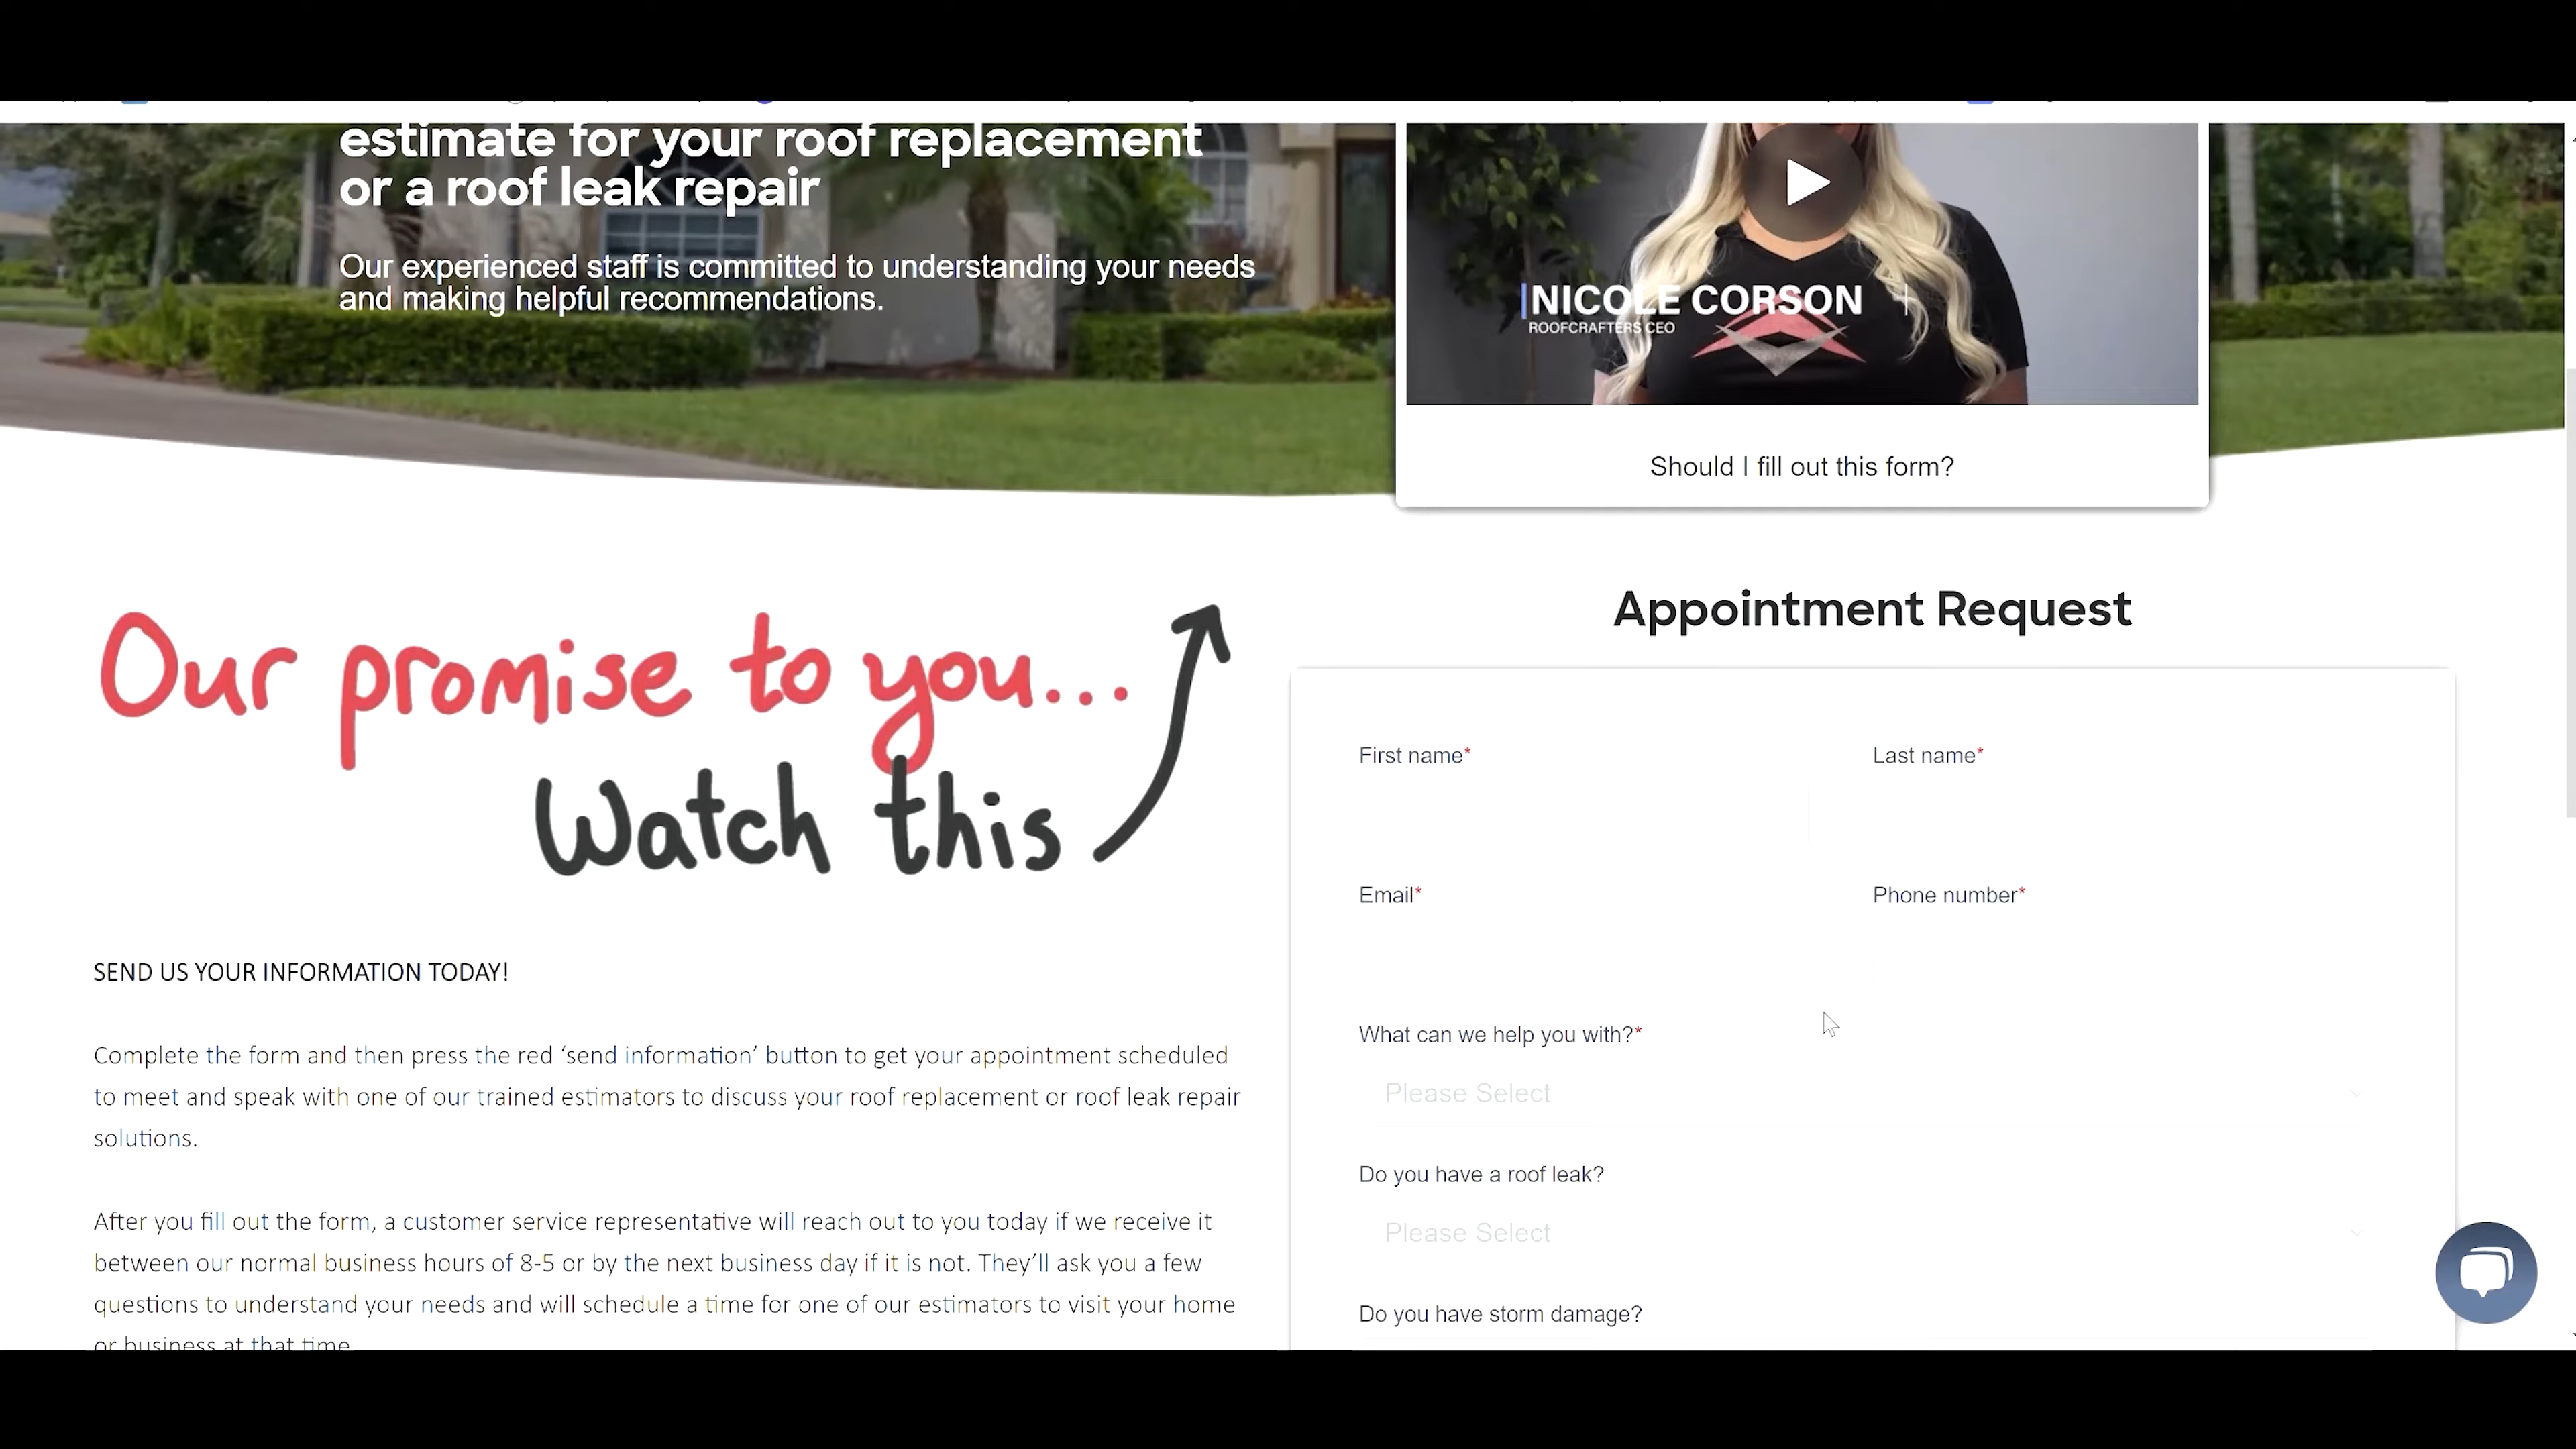 estimate for your roof replacement
or a roof leak repair
Our experienced staff is committed to understanding your needs
and making helpful recommendations.
NICOLE CORSON
ROOFCRAFTERS CEO
Should I fill out this form?
Our promise to you...
Watch this
SEND US YOUR INFORMATION TODAY!
Complete the form and then press the red ‘send information’ button to get your appointment scheduled
to meet and speak with one of our trained estimators to discuss your roof replacement or roof leak repair
solutions.
After you fill out the form, a customer service representative will reach out to you today if we receive it
between our normal business hours of 8-5 or by the next business day if it is not. They’ll ask you a few
questions to understand your needs and will schedule a time for one of our estimators to visit your home
or business at that time.
Appointment Request
First name*
Last name*
Email*
Phone number*
What can we help you with?*
Please Select
Do you have a roof leak?
Please Select
Do you have storm damage?